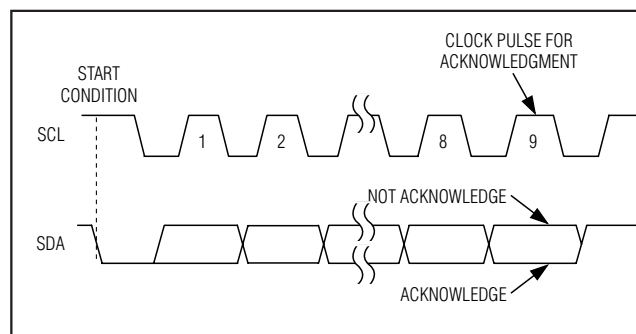 CLOCK PULSE FOR
ACKNOWLEDGMENT
START
CONDITION
SCL
1
2
8
9
NOT ACKNOWLEDGE
SDA
ACKNOWLEDGE